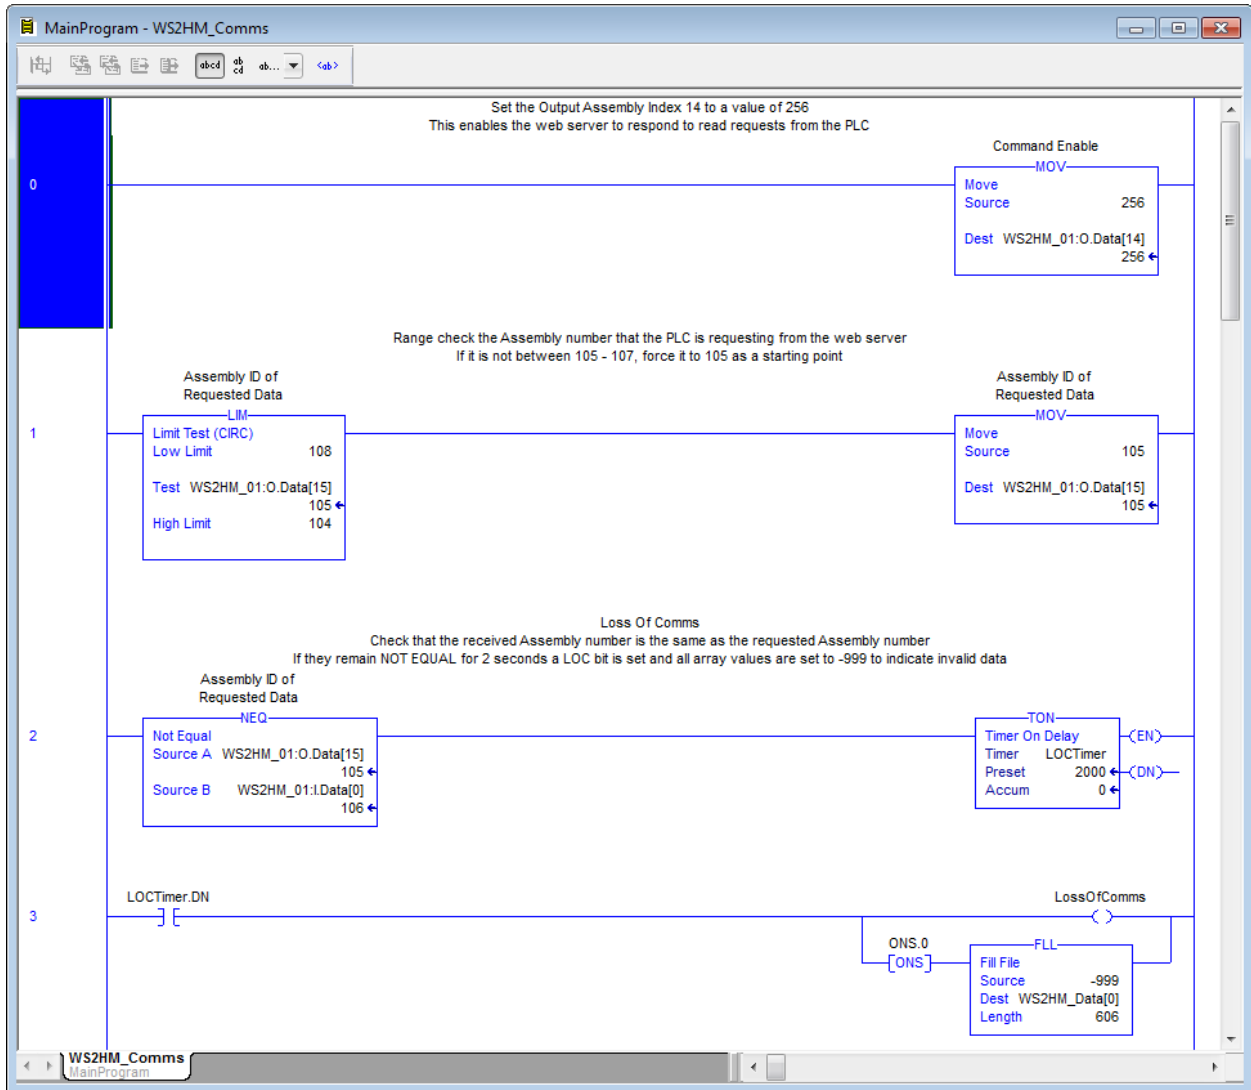 MainProgram - WS2HM_Comms
abcd
ab
cd
ab...
<ab>
Set the Output Assembly Index 14 to a value of 256
This enables the web server to respond to read requests from the PLC
Command Enable
MOV
0
Move
Source 256
Dest WS2HM_01:O.Data[14]
256
Range check the Assembly number that the PLC is requesting from the web server
If it is not between 105 - 107, force it to 105 as a starting point
Assembly ID of
Requested Data
LIM
1
Limit Test (CIRC)
Low Limit 108
Test WS2HM_01:O.Data[15]
105
High Limit 104
Assembly ID of
Requested Data
MOV
Move
Source 105
Dest WS2HM_01:O.Data[15]
105
Loss Of Comms
Check that the received Assembly number is the same as the requested Assembly number
If they remain NOT EQUAL for 2 seconds a LOC bit is set and all array values are set to -999 to indicate invalid data
Assembly ID of
Requested Data
NEQ
2
Not Equal
Source A WS2HM_01:O.Data[15]
105
Source B WS2HM_01:I.Data[0]
106
TON
Timer On Delay
Timer LOCTimer
Preset 2000
Accum 0
EN
DN
LOCTimer.DN
3
LossOfComms
ONS.0
ONS
FLL
Fill File
Source -999
Dest WS2HM_Data[0]
Length 606
WS2HM_Comms
MainProgram